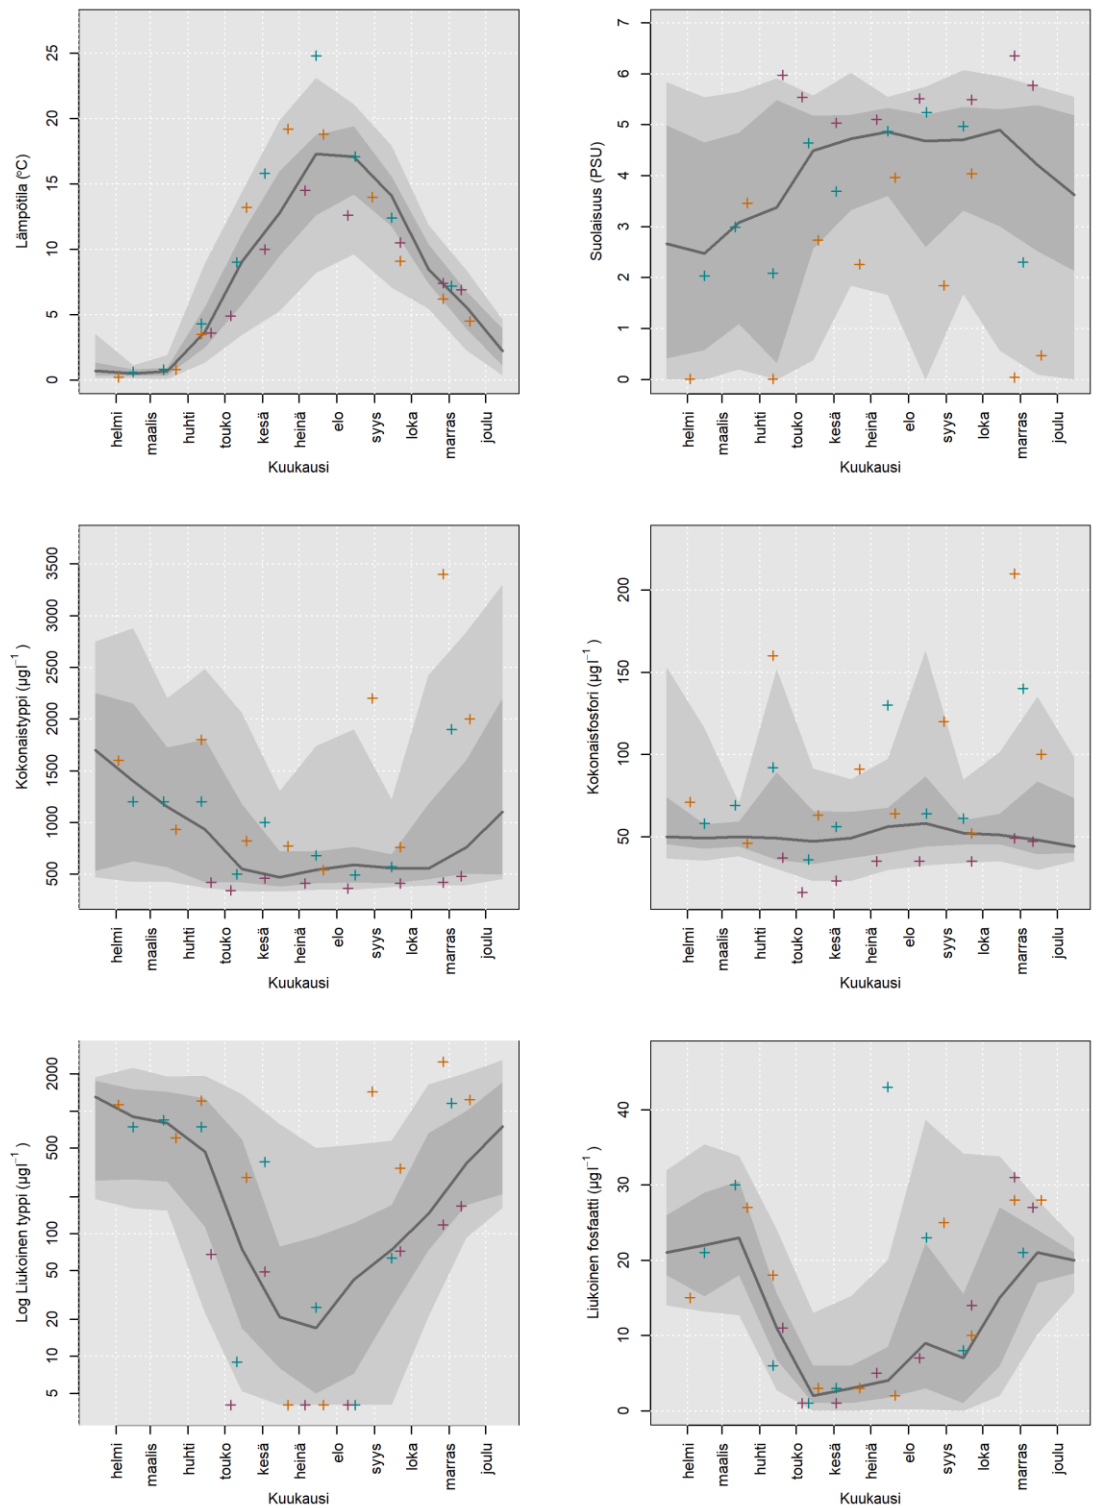 25
20
15
10
5
0
Lämpötila (°C)
helmi
maalis
huhti
touko
kesä
heinä
elo
syys
loka
marras
joulu
Kuukausi
7
6
5
4
3
2
1
0
Suolaisuus (PSU)
helmi
maalis
huhti
touko
kesä
heinä
elo
syys
loka
marras
joulu
Kuukausi
3500
3000
2500
2000
1500
1000
500
Kokonaistyppi (µgl⁻¹)
helmi
maalis
huhti
touko
kesä
heinä
elo
syys
loka
marras
joulu
Kuukausi
200
150
100
50
Kokonaisfosfori (µgl⁻¹)
helmi
maalis
huhti
touko
kesä
heinä
elo
syys
loka
marras
joulu
Kuukausi
2000
500
100
50
20
10
5
Log Liukoinen typpi (µgl⁻¹)
helmi
maalis
huhti
touko
kesä
heinä
elo
syys
loka
marras
joulu
Kuukausi
40
30
20
10
0
Liukoinen fosfaatti (µgl⁻¹)
helmi
maalis
huhti
touko
kesä
heinä
elo
syys
loka
marras
joulu
Kuukausi